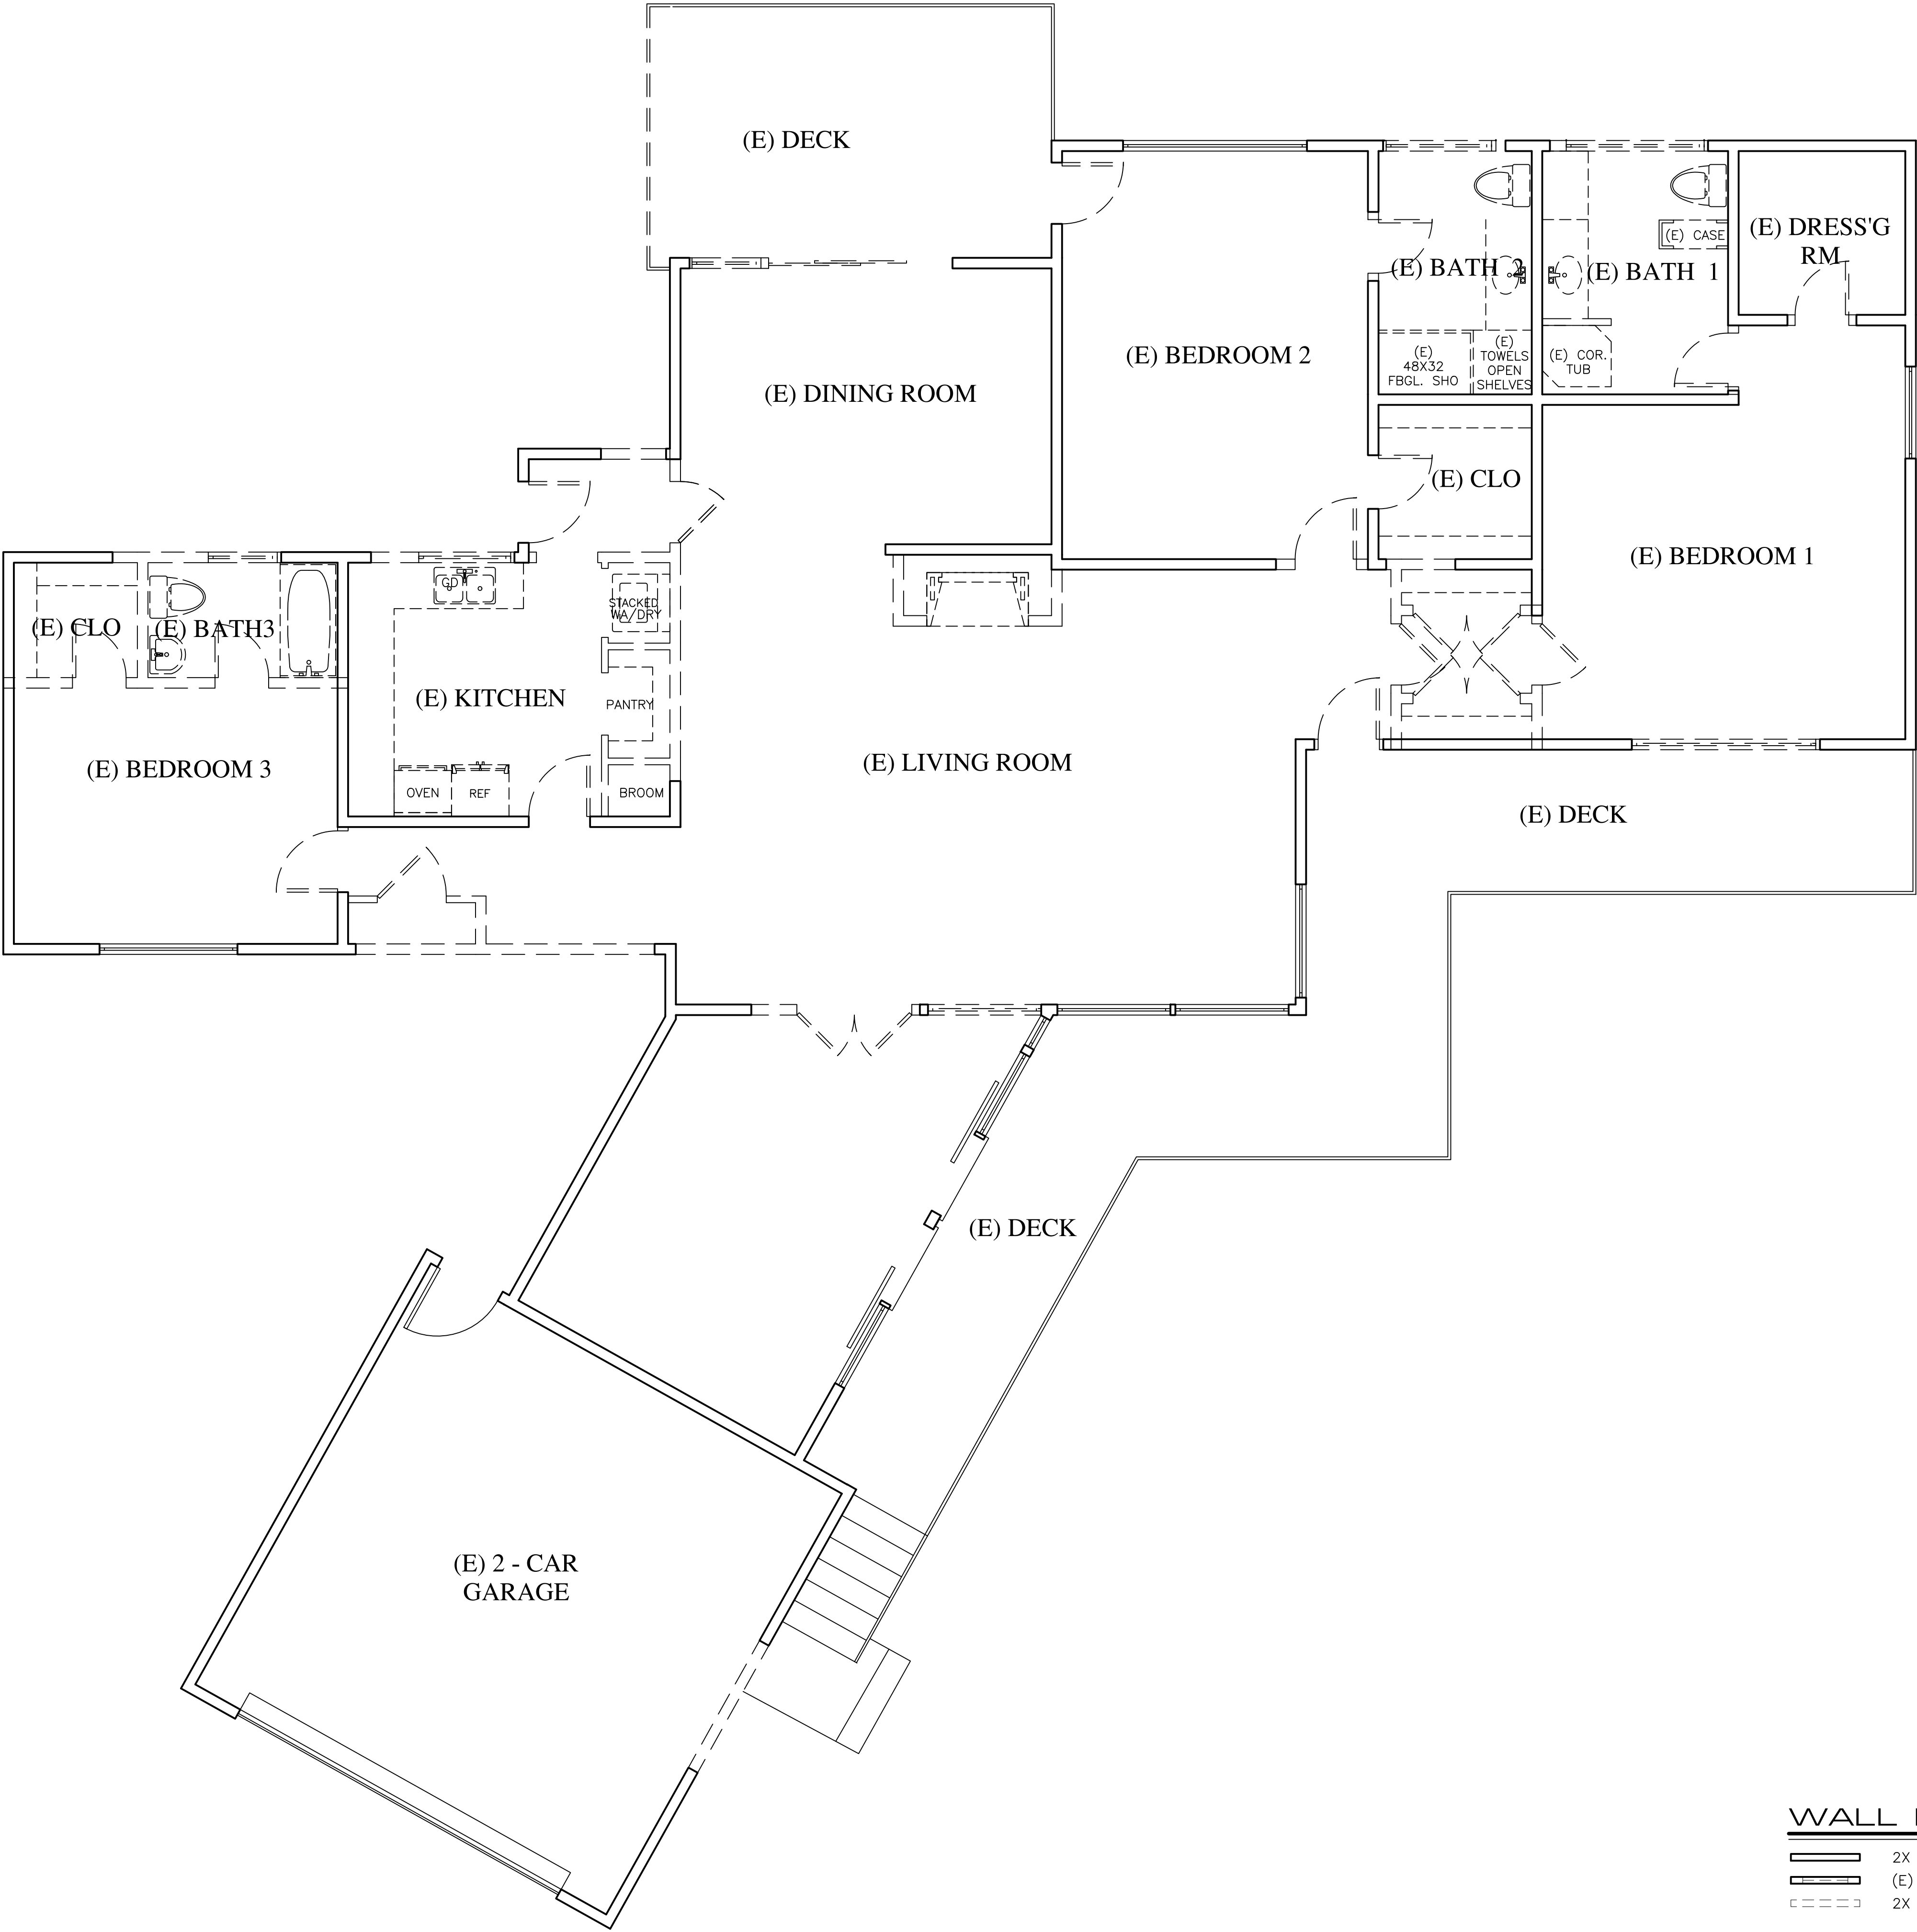 (E) DECK
(E) DRESS'G
RM
(E) CASE
(E) BATH 2
(E) BATH 1
(E)
48X32
FBGL. SHO
(E)
TOWELS
OPEN
SHELVES
(E) COR.
TUB
(E) BEDROOM 2
(E) DINING ROOM
(E) CLO
(E) BEDROOM 1
GD
STACKED
WA/DRY
(E) CLO
(E) BATH3
(E) KITCHEN
PANTRY
(E) BEDROOM 3
(E) LIVING ROOM
OVEN
REF
BROOM
(E) DECK
(E) DECK
(E) 2 - CAR
GARAGE
WALL
2X
(E)
2X